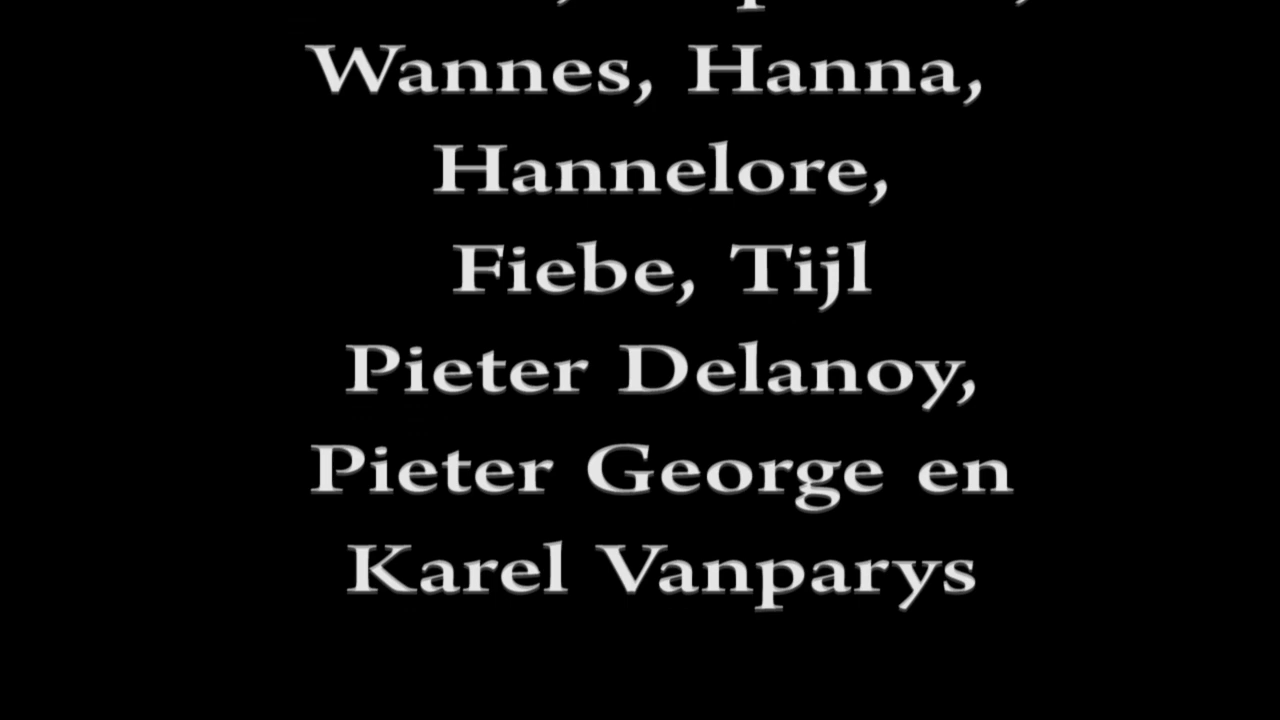 Wannes, Hanna,
Hannelore,
Fiebe, Tijl
Pieter Delanoy,
Pieter George en
Karel Vanparys